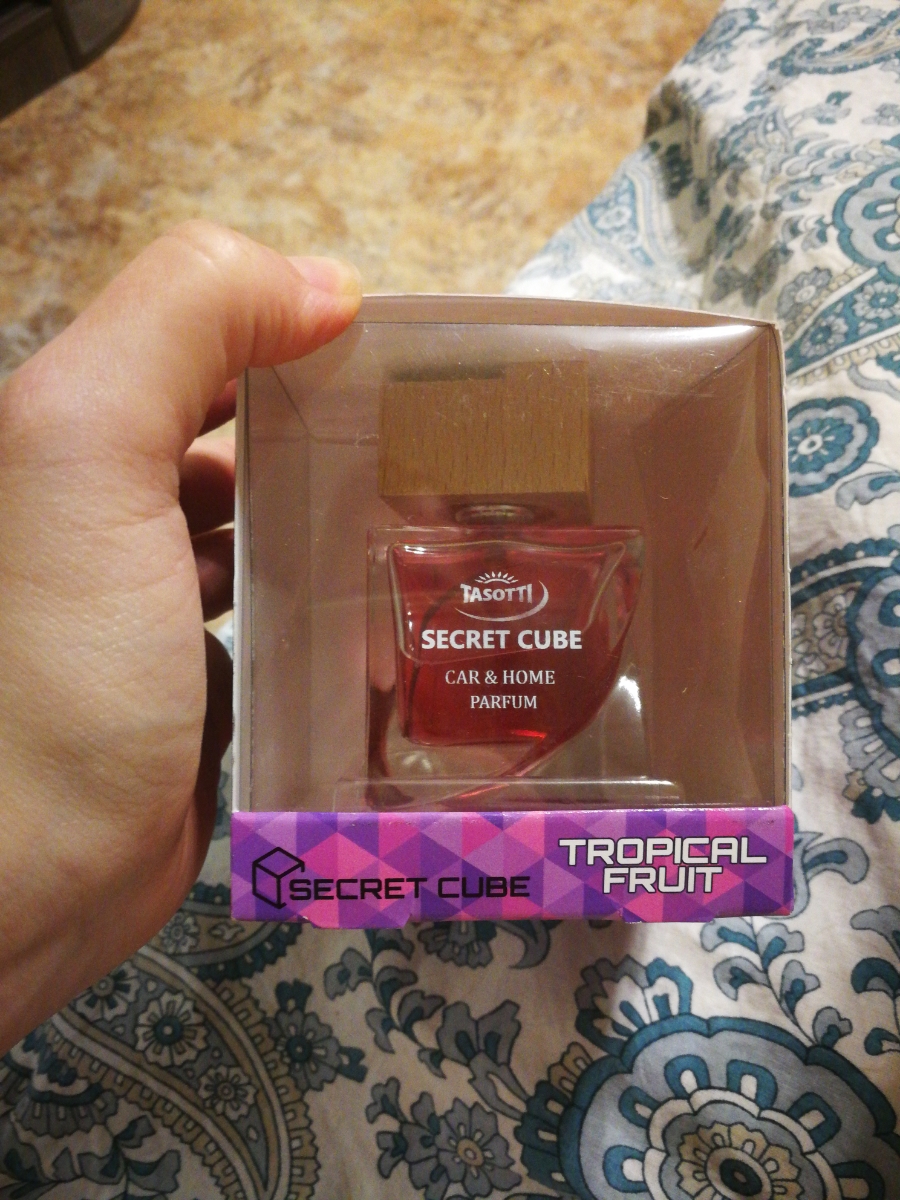 TASOTTI
SECRET CUBE
CAR & HOME
PARFUM
SECRET CUBE
TROPICAL
FRUIT